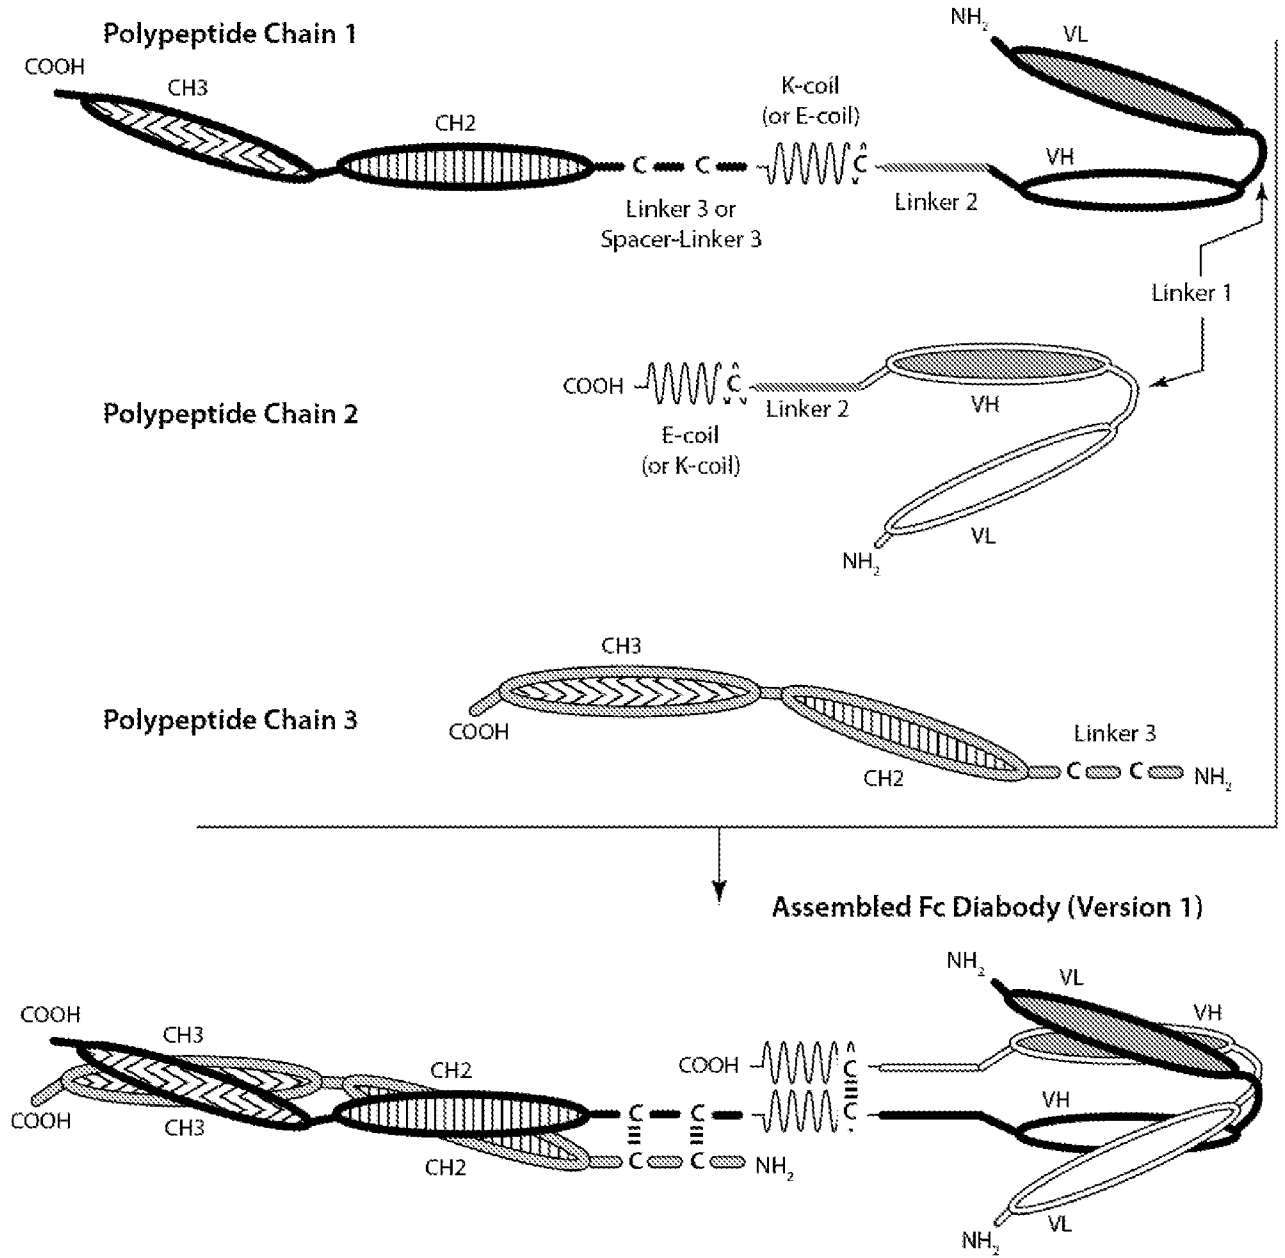 Polypeptide Chain 1
NH₂
VL
COOH
CH3
CH2
K-coil
(or E-coil)
C C
C
VH
Linker 3 or
Spacer-Linker 3
Linker 2
Linker 1
Polypeptide Chain 2
COOH
C
Linker 2
VH
E-coil
(or K-coil)
VL
NH₂
Polypeptide Chain 3
CH3
COOH
CH2
Linker 3
C C
NH₂
Assembled Fc Diabody (Version 1)
NH₂
VL
VH
COOH
CH3
COOH
C
CH2
COOH
CH3
C C
C
VH
CH2
C C
NH₂
VL
NH₂